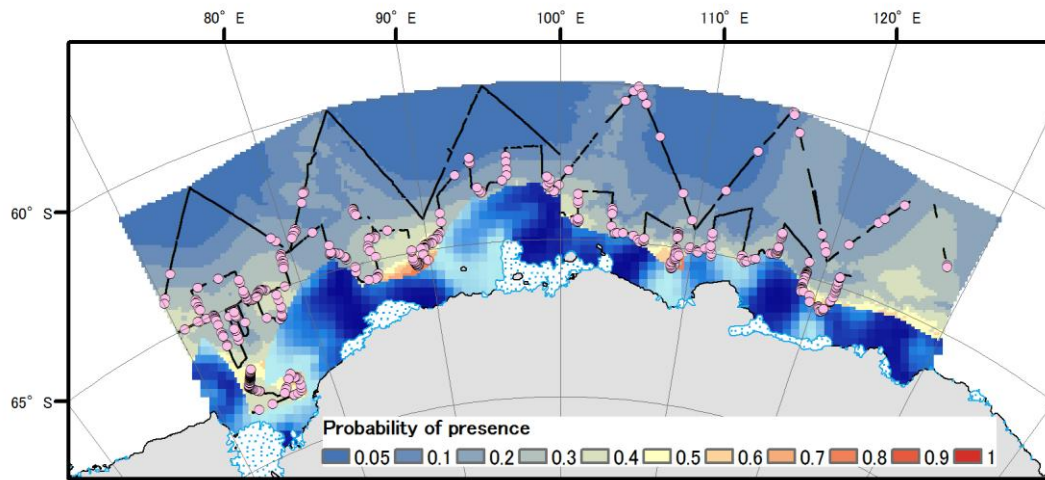 80° E 90° E 100° E 110° E 120° E
60° S
65° S
Probability of presence
0.05 0.1 0.2 0.3 0.4 0.5 0.6 0.7 0.8 0.9 1